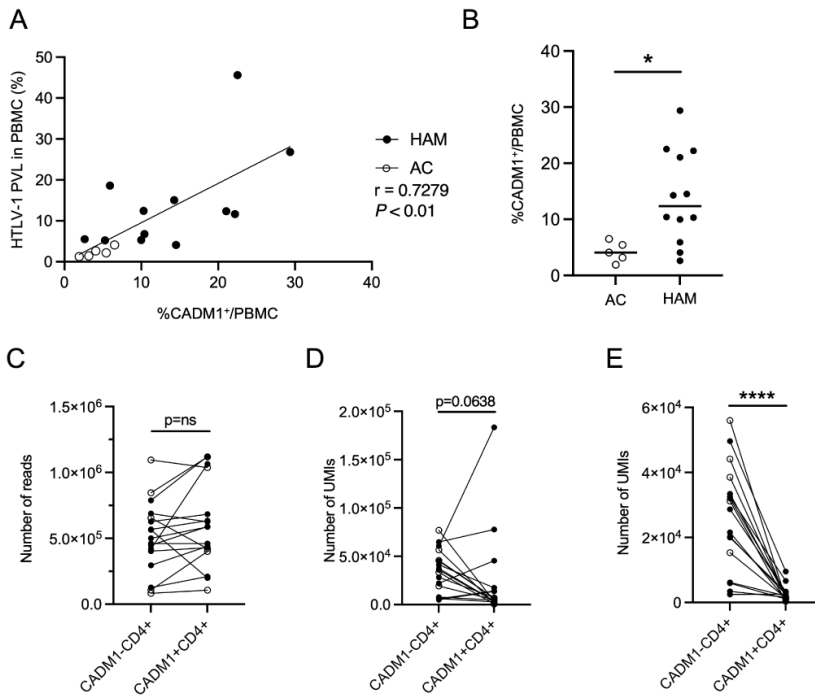 A
HTLV-1 PVL in PBMC (%)
50
40
30
20
10
0
0
10
20
30
40
%CADM1⁺/PBMC
HAM
AC
r = 0.7279
P < 0.01
B
%CADM1⁺/PBMC
40
30
20
10
0
*
AC
HAM
C
Number of reads
1.5×10⁶
1.0×10⁶
5.0×10⁵
0.0
p=ns
CADM1-CD4+
CADM1+CD4+
D
Number of UMIs
2.0×10⁵
1.5×10⁵
1.0×10⁵
5.0×10⁴
0.0
p=0.0638
CADM1-CD4+
CADM1+CD4+
E
Number of UMIs
6×10⁴
4×10⁴
2×10⁴
0
****
CADM1-CD4+
CADM1+CD4+